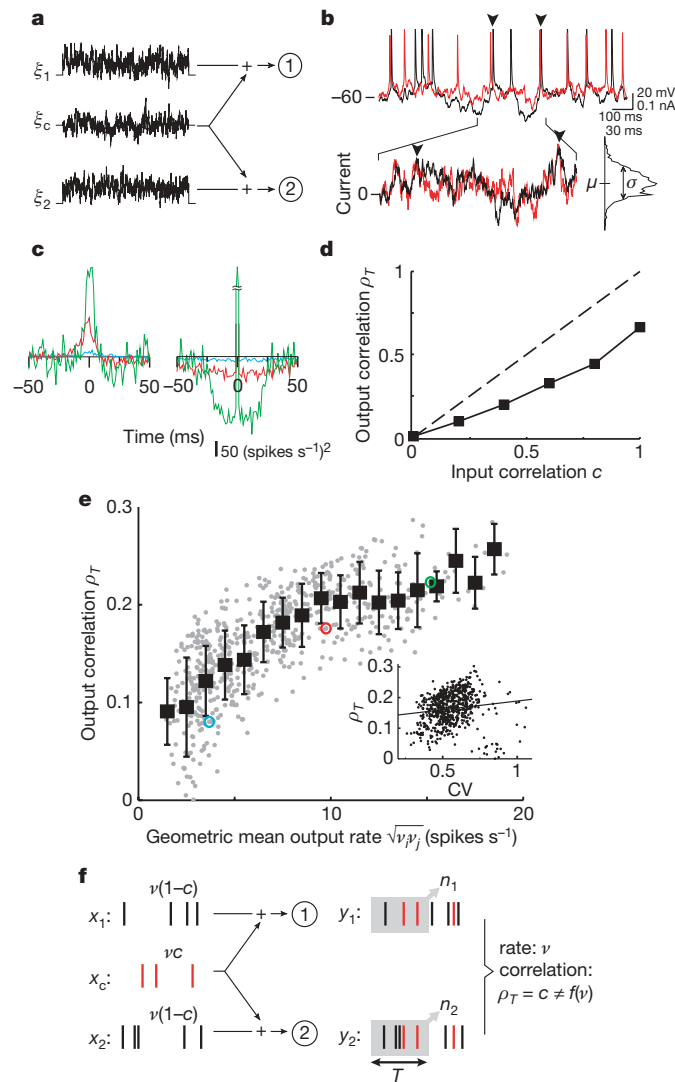 a
ξ1
ξc
ξ2
+
+
1
2
b
−60
20 mV
0.1 nA
100 ms
30 ms
Current
0
μ
σ
c
−50 0 50
−50 0 50
Time (ms)
50 (spikes s−1)2
d
Output correlation ρT
1
0.5
0
0 0.5 1
Input correlation c
e
Output correlation ρT
0.3
0.2
0.1
0
0 10 20
Geometric mean output rate √νiνj (spikes s−1)
ρT
0.3
0.2
0.1
0
0.5 1
CV
f
x1:
ν(1–c)
+
1
xc:
νc
x2:
ν(1–c)
+
2
y1:
n1
y2:
n2
T
rate: ν
correlation:
ρT = c ≠ f(ν)